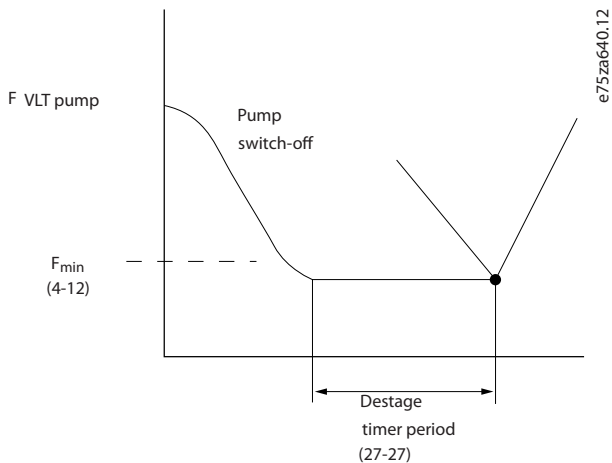 e75za640.12
F VLT pump
Pump
switch-off
Fmin
(4-12)
Destage
timer period
(27-27)